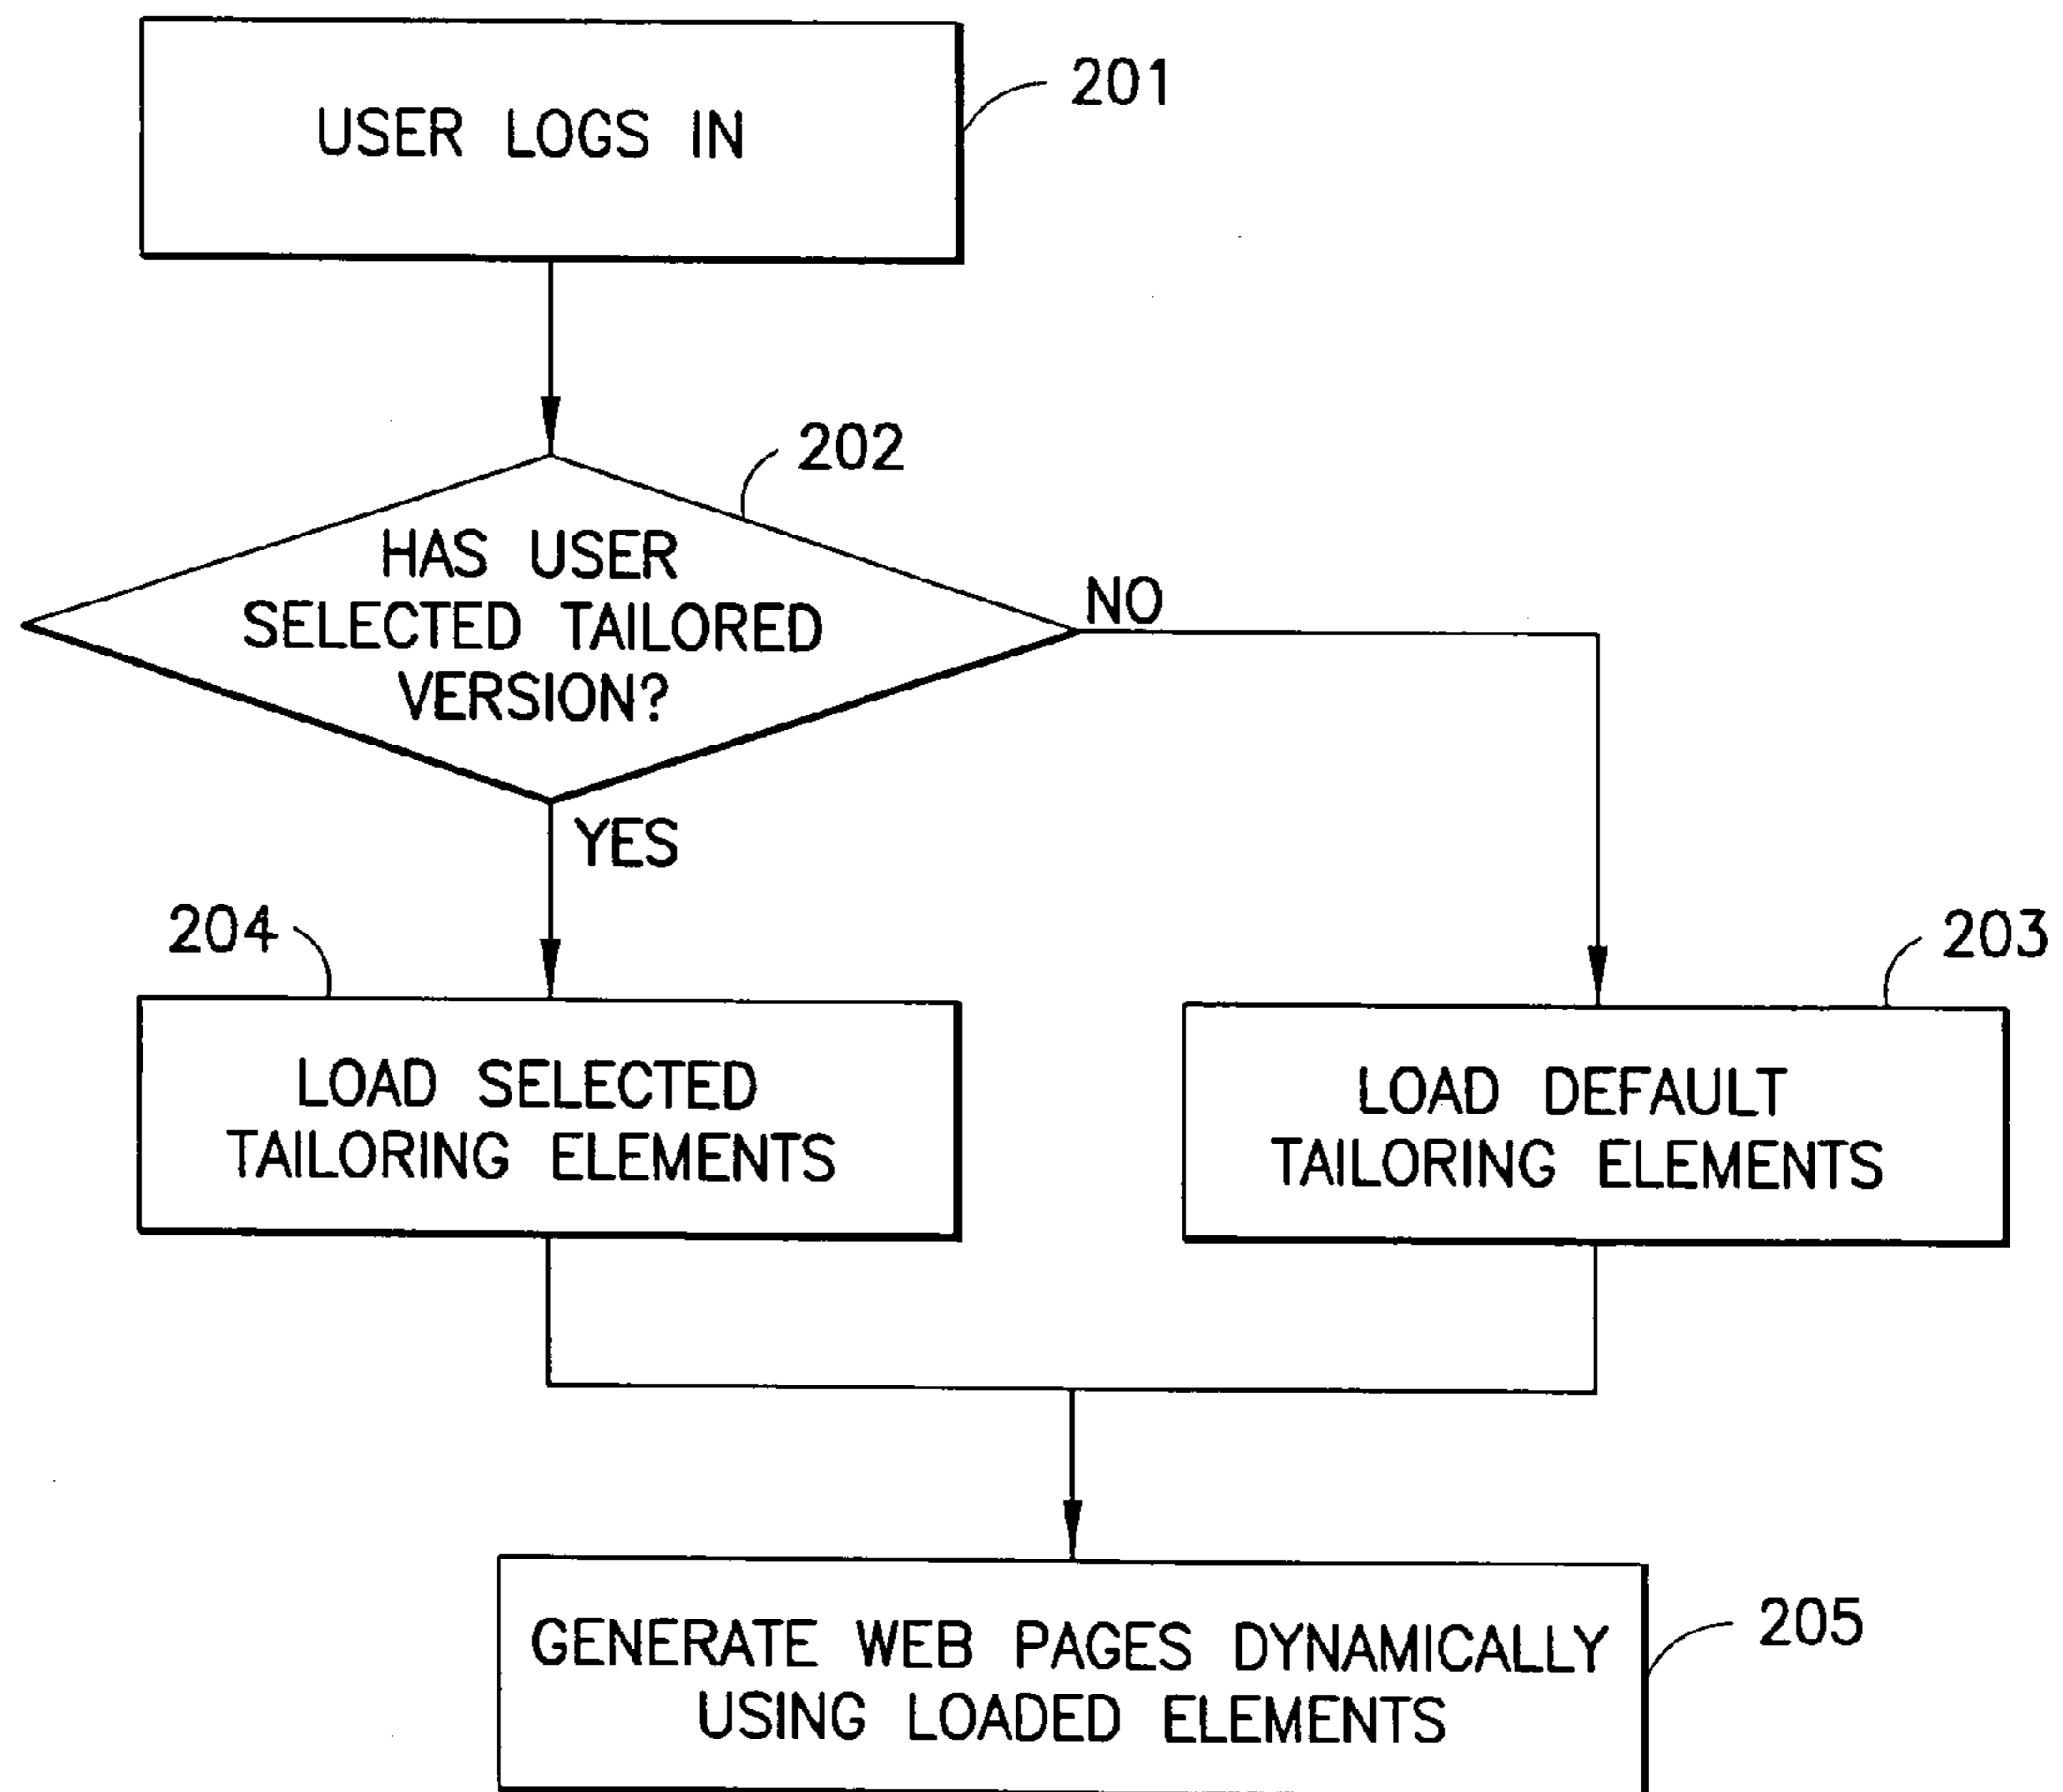 USER LOGS IN
201
202
HAS USER
SELECTED TAILORED
VERSION?
NO
YES
204
203
LOAD SELECTED
TAILORING ELEMENTS
LOAD DEFAULT
TAILORING ELEMENTS
GENERATE WEB PAGES DYNAMICALLY
USING LOADED ELEMENTS
205